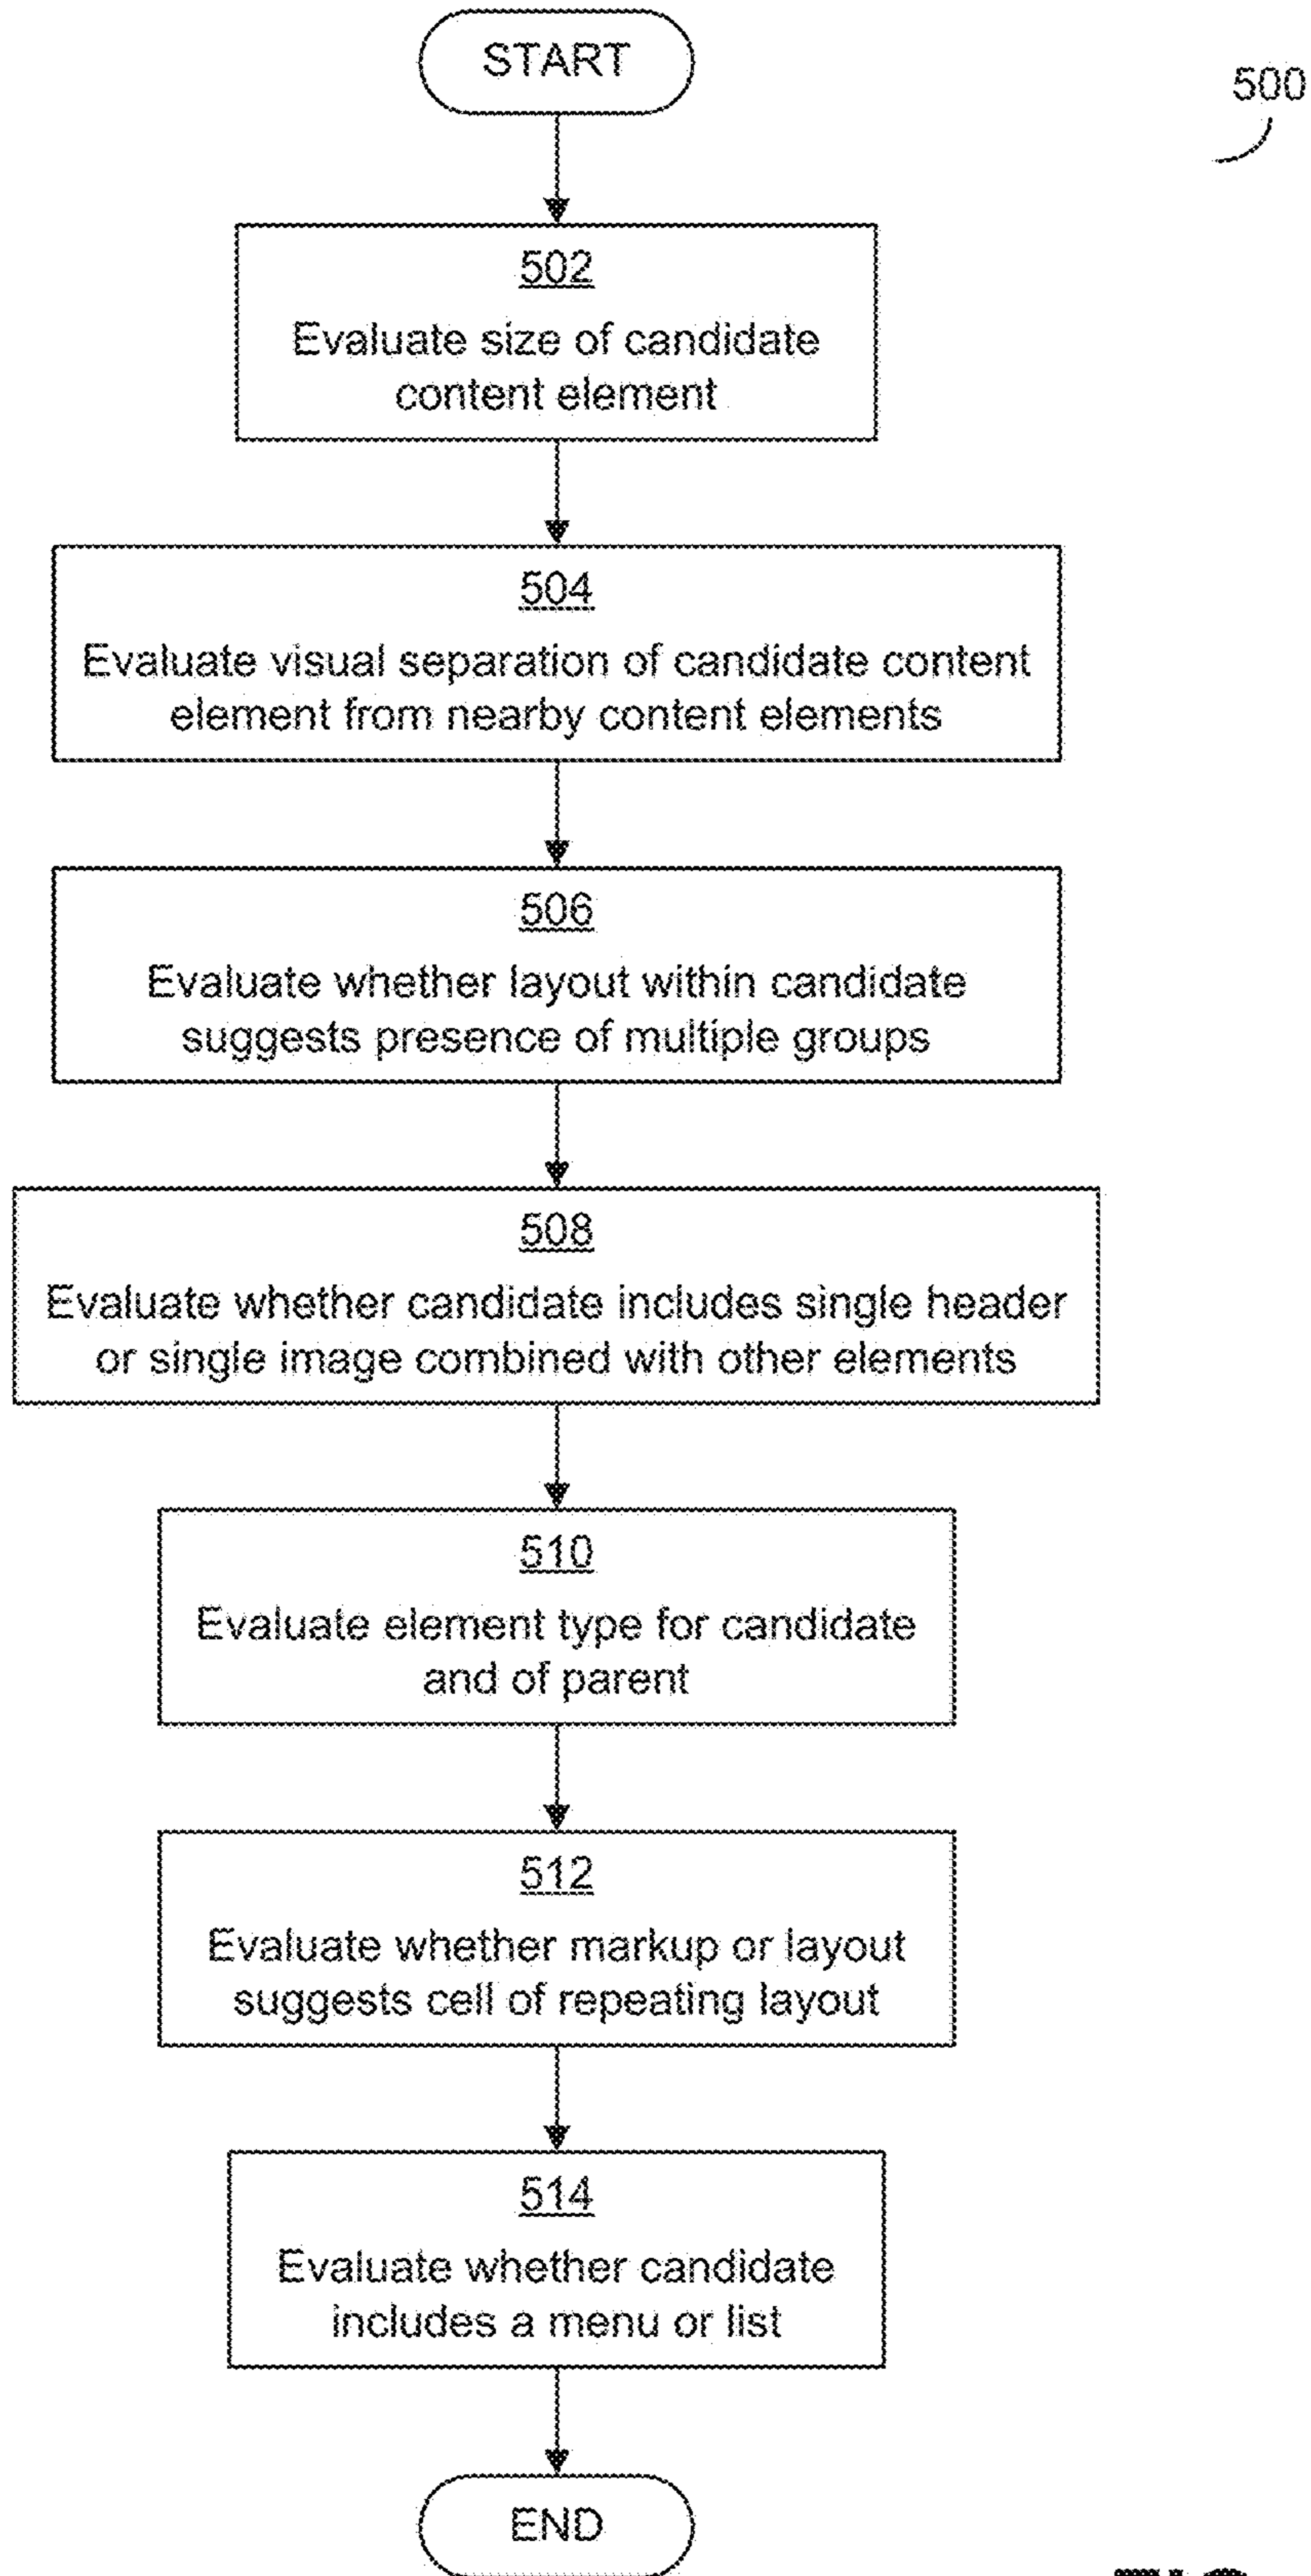 START
500
502
Evaluate size of candidate
content element
504
Evaluate visual separation of candidate content
element from nearby content elements
506
Evaluate whether layout within candidate
suggests presence of multiple groups
508
Evaluate whether candidate includes single header
or single image combined with other elements
510
Evaluate element type for candidate
and of parent
512
Evaluate whether markup or layout
suggests cell of repeating layout
514
Evaluate whether candidate
includes a menu or list
END